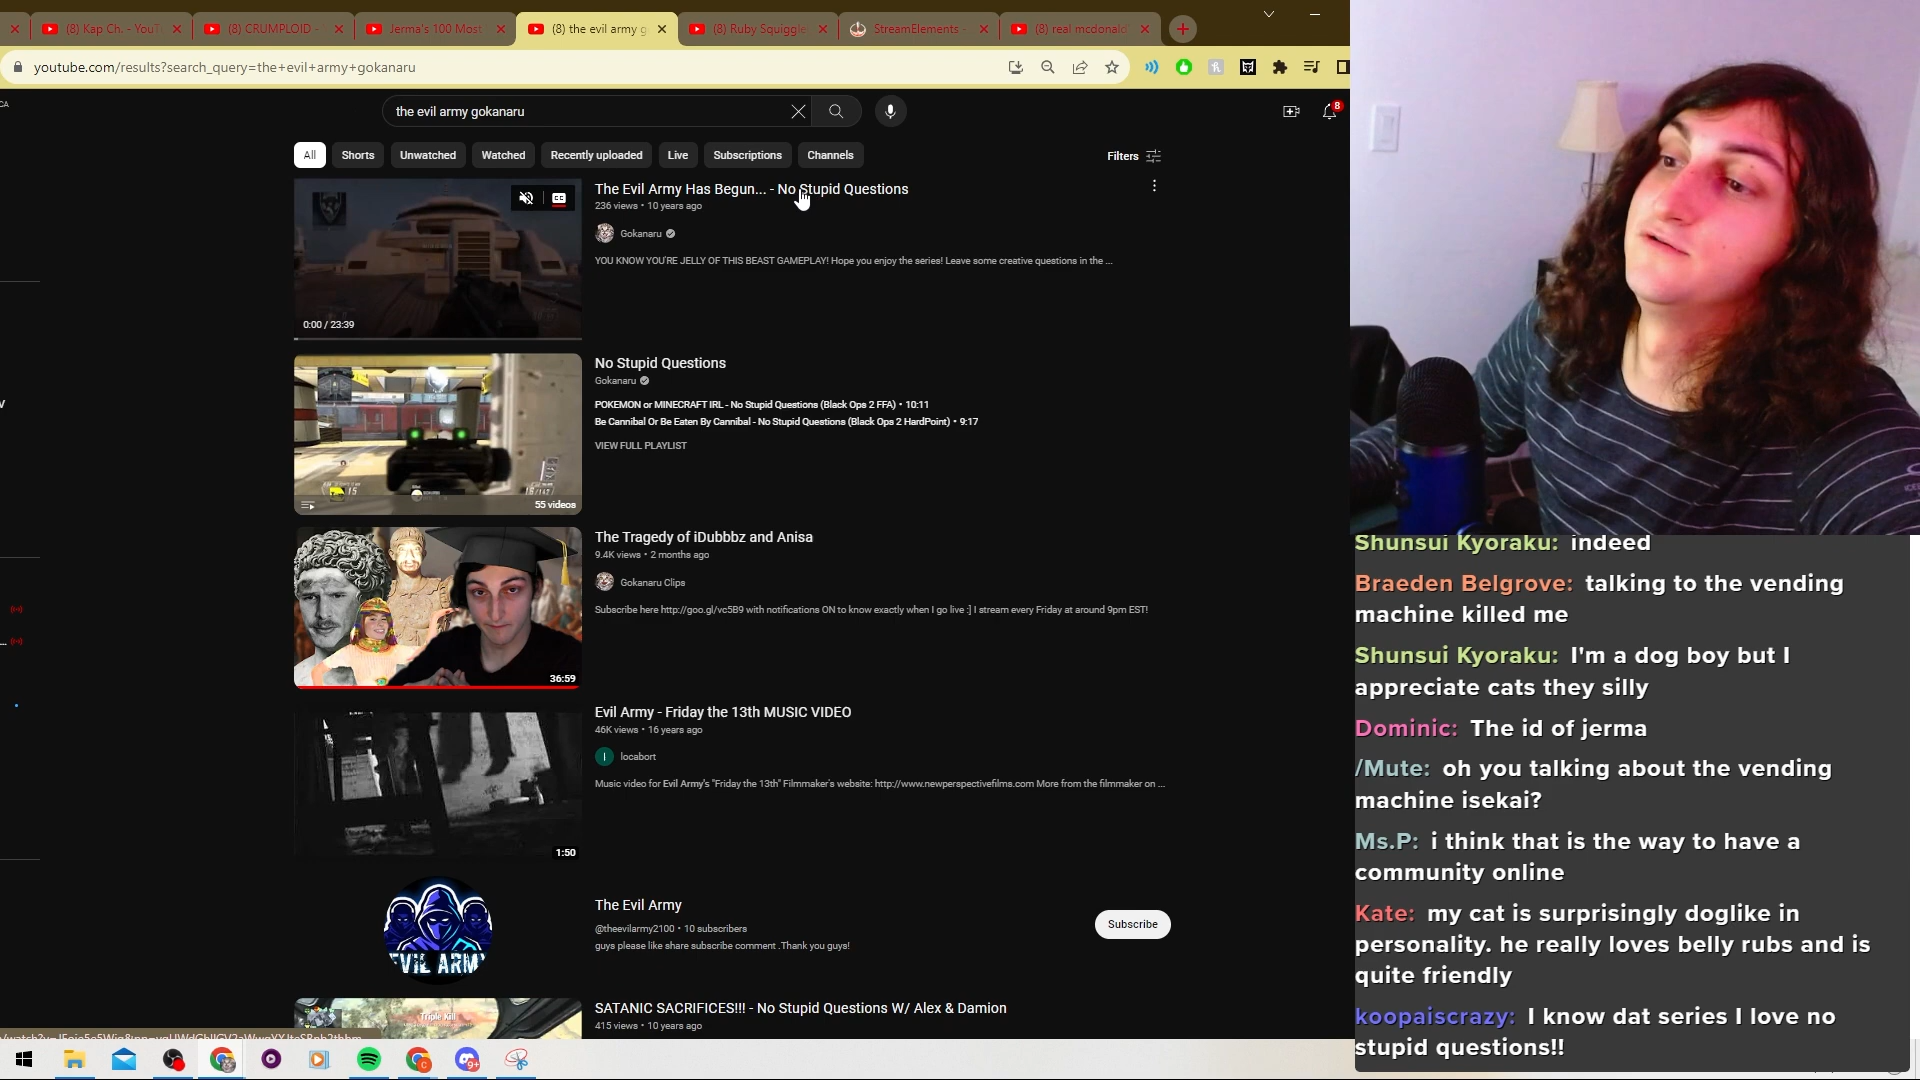 (8) Kap Ch. - YouT
(8) CRUMPLOID -
Jerma's 100 Most
(8) the evil army g
(8) Ruby Squiggle
StreamElements -
(8) real mcdonald'
youtube.com/results?search_query=the+evil+army+gokanaru
CA
the evil army gokanaru
8
All
Shorts
Unwatched
Watched
Recently uploaded
Live
Subscriptions
Channels
Filters
The Evil Army Has Begun... - No Stupid Questions
236 views • 10 years ago
Gokanaru
YOU KNOW YOU'RE JELLY OF THIS BEAST GAMEPLAY! Hope you enjoy the series! Leave some creative questions in the ...
0:00 / 23:39
No Stupid Questions
Gokanaru
POKEMON or MINECRAFT IRL - No Stupid Questions (Black Ops 2 FFA) • 10:11
Be Cannibal Or Be Eaten By Cannibal - No Stupid Questions (Black Ops 2 HardPoint) • 9:17
VIEW FULL PLAYLIST
55 videos
The Tragedy of iDubbbz and Anisa
9.4K views • 2 months ago
Gokanaru Clips
Subscribe here http://goo.gl/vc5B9 with notifications ON to know exactly when I go live :] I stream every Friday at around 9pm EST!
36:59
Evil Army - Friday the 13th MUSIC VIDEO
46K views • 16 years ago
locabort
Music video for Evil Army's "Friday the 13th" Filmmaker's website: http://www.newperspectivefilms.com More from the filmmaker on ...
1:50
The Evil Army
@theevilarmy2100 • 10 subscribers
guys please like share subscribe comment .Thank you guys!
Subscribe
EVIL ARMY
SATANIC SACRIFICES!!! - No Stupid Questions W/ Alex & Damion
415 views • 10 years ago
Triple Kill
Shunsui Kyoraku: indeed
Braeden Belgrove: talking to the vending
machine killed me
Shunsui Kyoraku: I'm a dog boy but I
appreciate cats they silly
Dominic: The id of jerma
/Mute: oh you talking about the vending
machine isekai?
Ms.P: i think that is the way to have a
community online
Kate: my cat is surprisingly doglike in
personality. he really loves belly rubs and is
quite friendly
koopaiscrazy: I know dat series I love no
stupid questions!!